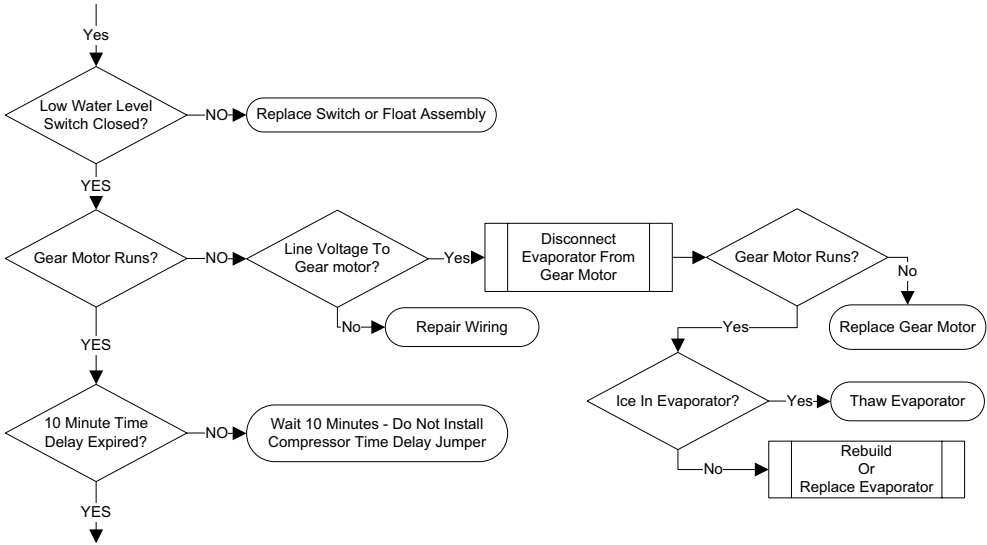 Yes
Low Water Level
Switch Closed?
NO
Replace Switch or Float Assembly
YES
Gear Motor Runs?
NO
Line Voltage To
Gear motor?
Yes
Disconnect
Evaporator From
Gear Motor
Gear Motor Runs?
No
Replace Gear Motor
No
Repair Wiring
Yes
YES
Ice In Evaporator?
Yes
Thaw Evaporator
10 Minute Time
Delay Expired?
NO
Wait 10 Minutes - Do Not Install
Compressor Time Delay Jumper
No
Rebuild
Or
Replace Evaporator
YES